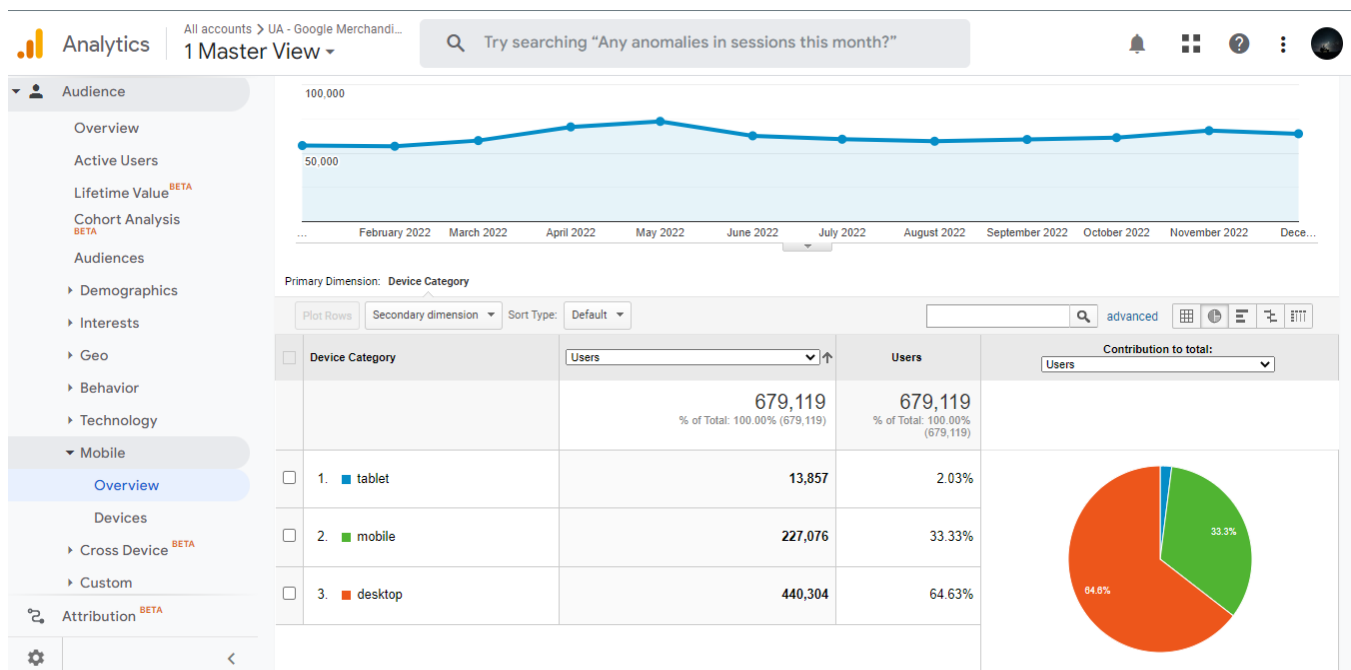 Analytics
All accounts > UA - Google Merchandi...
1 Master View
Try searching “Any anomalies in sessions this month?”
Audience
Overview
Active Users
Lifetime Value BETA
Cohort Analysis
BETA
Audiences
Demographics
Interests
Geo
Behavior
Technology
Mobile
Overview
Devices
Cross Device BETA
Custom
Attribution BETA
100,000
50,000
... February 2022 March 2022 April 2022 May 2022 June 2022 July 2022 August 2022 September 2022 October 2022 November 2022 Dece...
Primary Dimension: Device Category
Plot Rows Secondary dimension Sort Type: Default advanced
Device Category Users Users Contribution to total:
Users
679,119 679,119
% of Total: 100.00% (679,119) % of Total: 100.00%
(679,119)
1. tablet 13,857 2.03%
2. mobile 227,076 33.33%
3. desktop 440,304 64.63%
33.3%
64.6%